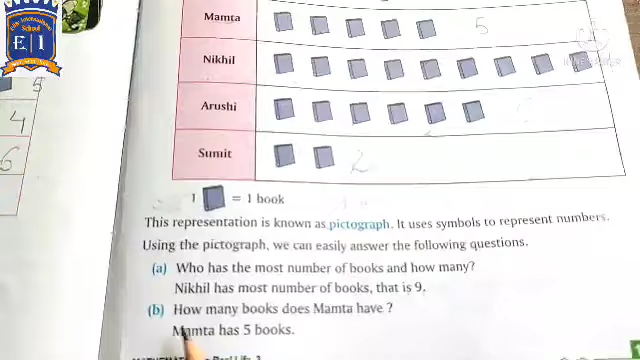 Elits International
School
E I
Mamta 5
Nikhil
Arushi
Sumit 2
5
4
6
1 = 1 book
This representation is known as pictograph. It uses symbols to represent numbers.
Using the pictograph, we can easily answer the following questions.
(a) Who has the most number of books and how many?
Nikhil has most number of books, that is 9.
(b) How many books does Mamta have ?
Mamta has 5 books.